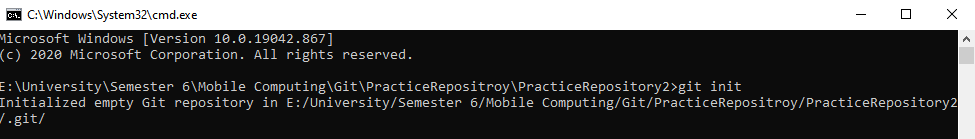 C:\Windows\System32\cmd.exe
Microsoft Windows [Version 10.0.19042.867]
(c) 2020 Microsoft Corporation. All rights reserved.
E:\University\Semester 6\Mobile Computing\Git\PracticeRepositroy\PracticeRepository2>git init
Initialized empty Git repository in E:/University/Semester 6/Mobile Computing/Git/PracticeRepositroy/PracticeRepository2
/.git/